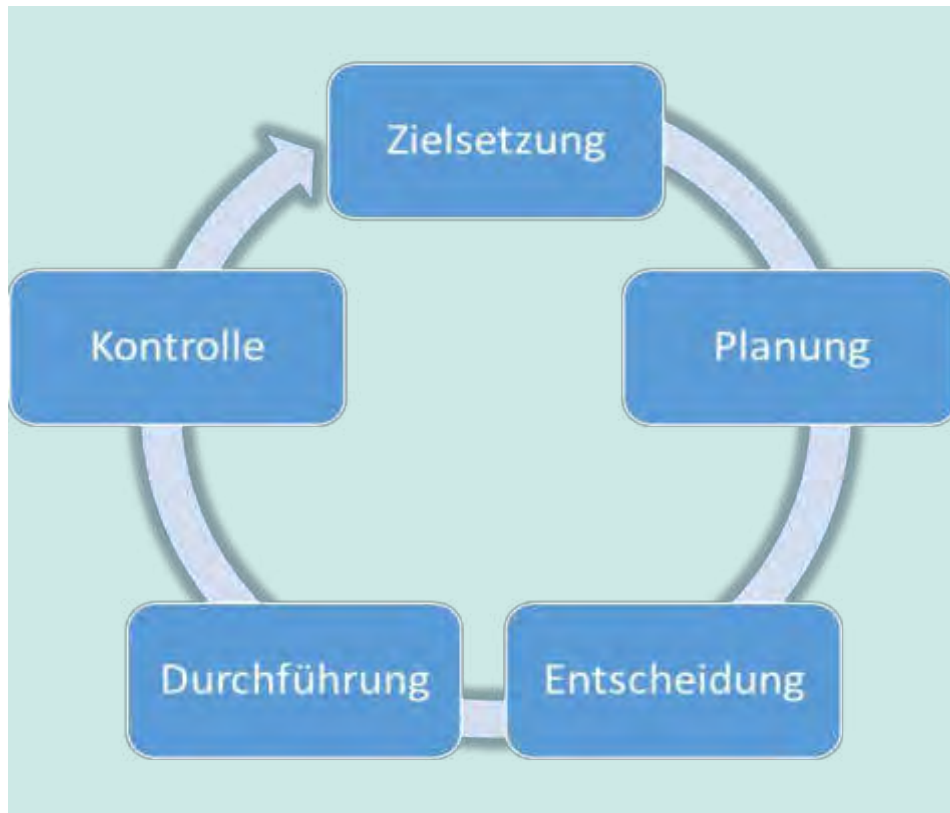 Zielsetzung
Planung
Entscheidung
Durchführung
Kontrolle